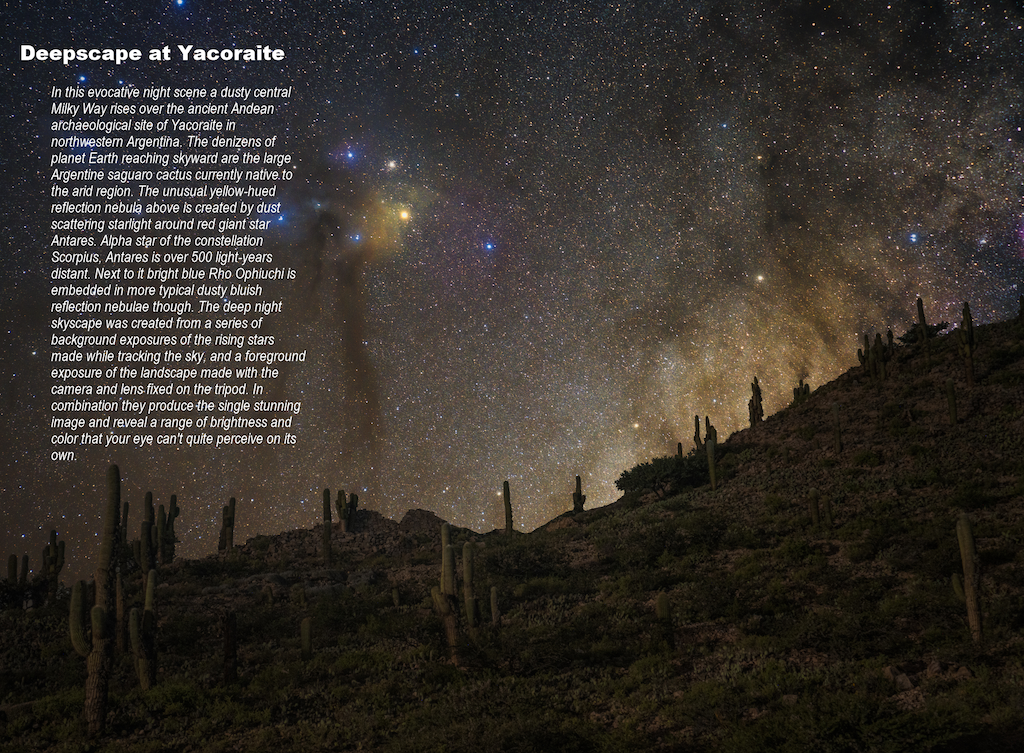 Deepscape at Yacoraite
In this evocative night scene a dusty central
Milky Way rises over the ancient Andean
archaeological site of Yacoraite in
northwestern Argentina. The denizens of
planet Earth reaching skyward are the large
Argentine saguaro cactus currently native to
the arid region. The unusual yellow-hued
reflection nebula above is created by dust
scattering starlight around red giant star
Antares. Alpha star of the constellation
Scorpius, Antares is over 500 light-years
distant. Next to it bright blue Rho Ophiuchi is
embedded in more typical dusty bluish
reflection nebulae though. The deep night
skyscape was created from a series of
background exposures of the rising stars
made while tracking the sky, and a foreground
exposure of the landscape made with the
camera and lens fixed on the tripod. In
combination they produce the single stunning
image and reveal a range of brightness and
color that your eye can't quite perceive on its
own.